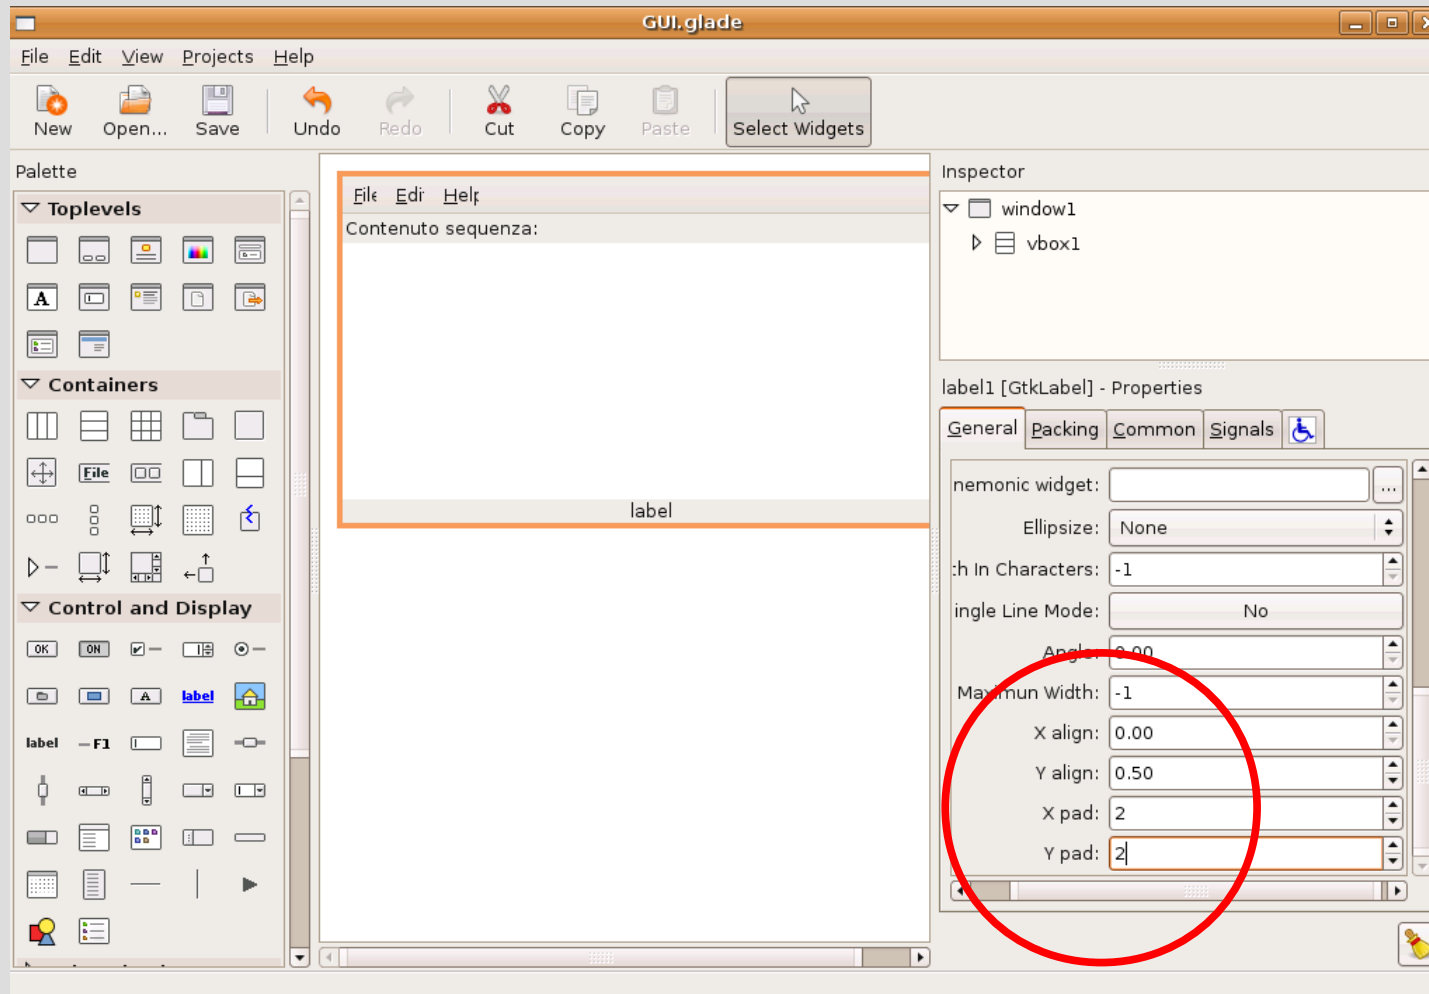 GUI.glade
File Edit View Projects Help
New Open... Save Undo Redo Cut Copy Paste Select Widgets
Palette
Toplevels
A
Containers
File
Control and Display
OK ON
A label
label F1
File Edi Help
Contenuto sequenza:
label
Inspector
window1
vbox1
label1 [GtkLabel] - Properties
General Packing Common Signals
nemonic widget: ...
Ellipsize: None
th In Characters: -1
ingle Line Mode: No
Angle: 0.00
Maximun Width: -1
X align: 0.00
Y align: 0.50
X pad: 2
Y pad: 2